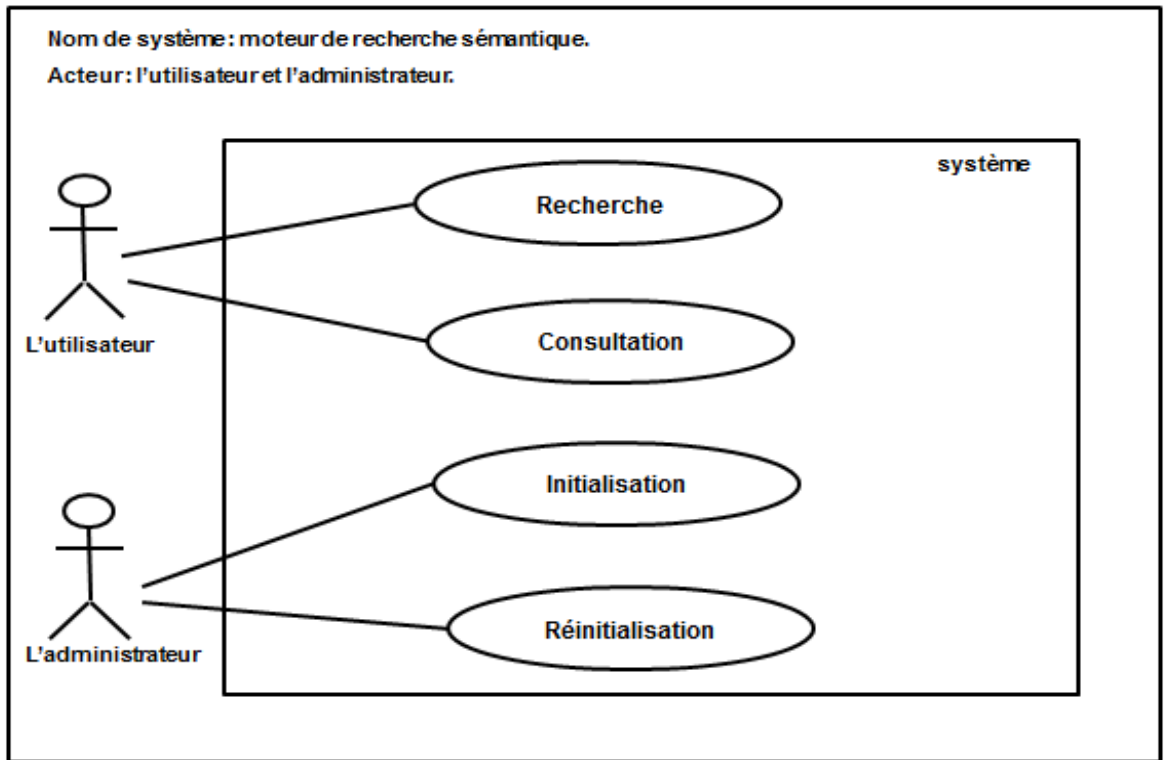 Nom de système : moteur de recherche sémantique.
Acteur : l'utilisateur et l'administrateur.
système
Recherche
Consultation
L'utilisateur
Initialisation
Réinitialisation
L'administrateur